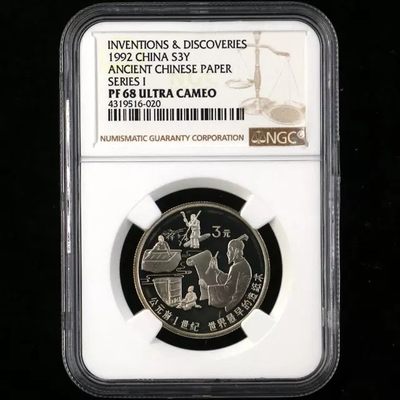 INVENTIONS & DISCOVERIES
1992 CHINA S3Y
ANCIENT CHINESE PAPER
SERIES I
PF 68 ULTRA CAMEO
4319516-020
NUMISMATIC GUARANTY CORPORATION
NGC
3元
公元前1世纪 世界最早的造纸术